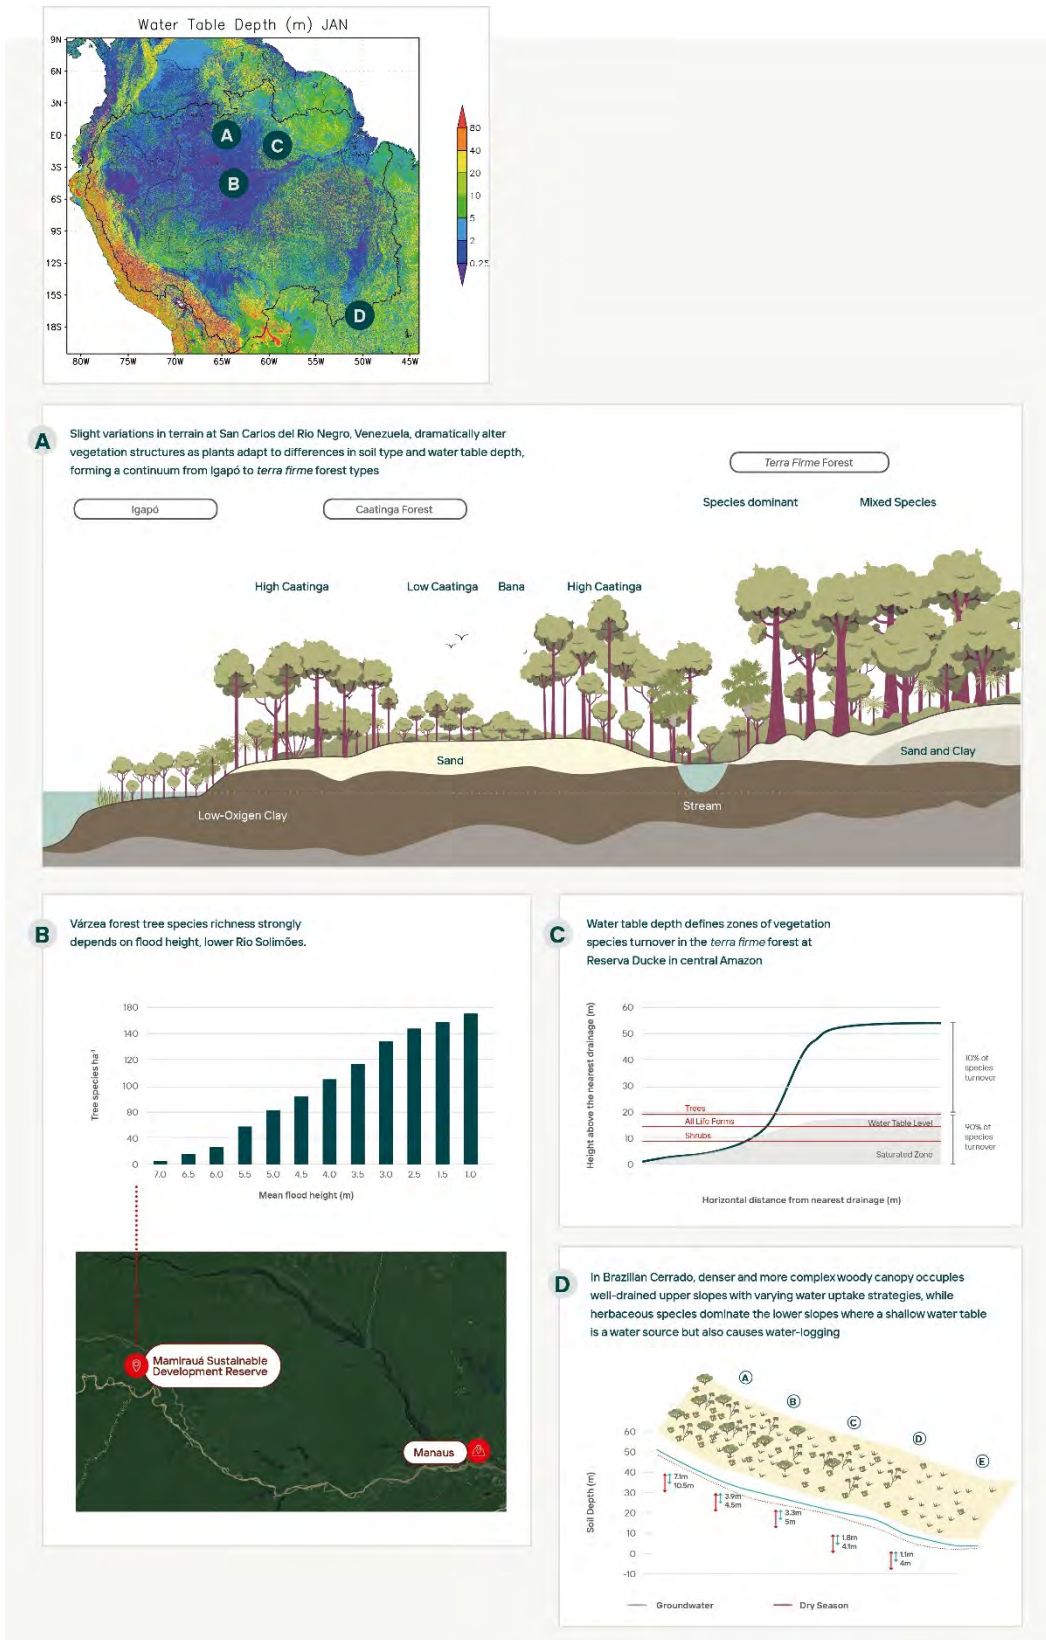 Water Table Depth (m) JAN
9N
6N
3N
EQ
3S
6S
9S
12S
15S
18S
80W 75W 70W 65W 60W 55W 50W 45W
80
40
20
10
5
2
0.25
A
B
C
D
A
Slight variations in terrain at San Carlos del Rio Negro, Venezuela, dramatically alter
vegetation structures as plants adapt to differences in soil type and water table depth,
forming a continuum from Igapó to terra firme forest types
Terra Firme Forest
Igapó
Caatinga Forest
Species dominant
Mixed Species
High Caatinga
Low Caatinga
Bana
High Caatinga
Sand
Sand and Clay
Low-Oxigen Clay
Stream
B
Várzea forest tree species richness strongly
depends on flood height, lower Rio Solimões.
Tree species ha⁻¹
180
140
120
100
80
40
0
7.0 6.5 6.0 5.5 5.0 4.5 4.0 3.5 3.0 2.5 1.5 1.0
Mean flood height (m)
Mamirauá Sustainable
Development Reserve
Manaus
C
Water table depth defines zones of vegetation
species turnover in the terra firme forest at
Reserva Ducke in central Amazon
Height above the nearest drainage (m)
60
50
40
30
20
10
0
Trees
All Life Forms
Shrubs
Water Table Level
Saturated Zone
10% of
species
turnover
90% of
species
turnover
Horizontal distance from nearest drainage (m)
D
In Brazilian Cerrado, denser and more complex woody canopy occupies
well-drained upper slopes with varying water uptake strategies, while
herbaceous species dominate the lower slopes where a shallow water table
is a water source but also causes water-logging
A
B
C
D
E
Soil Depth (m)
60
50
40
30
20
10
0
-10
7.1m
10.5m
3.9m
4.5m
3.3m
5m
1.8m
4.1m
1.1m
4m
Groundwater
Dry Season